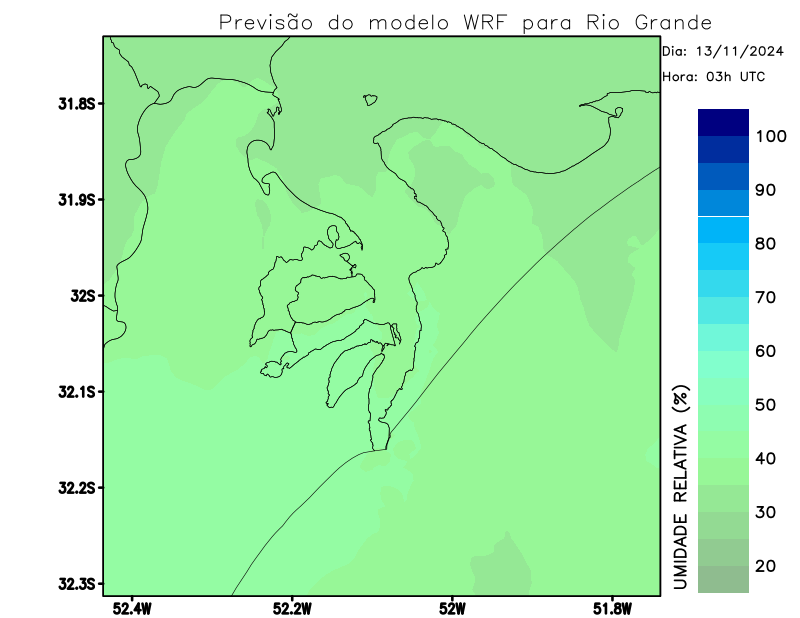 Previsão do modelo WRF para Rio Grande
Dia: 13/11/2024
Hora: 03h UTC
31.8S
31.9S
32S
32.1S
32.2S
32.3S
52.4W
52.2W
52W
51.8W
100
90
80
70
60
50
40
30
20
UMIDADE RELATIVA (%)